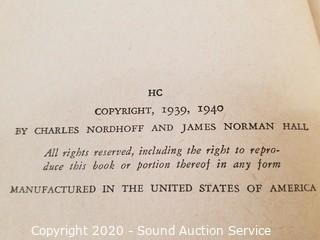 HC
COPYRIGHT, 1939, 1940
BY CHARLES NORDHOFF AND JAMES NORMAN HALL
All rights reserved, including the right to repro-
duce this book or portion thereof in any form
MANUFACTURED IN THE UNITED STATES OF AMERICA
Copyright 2020 - Sound Auction Service